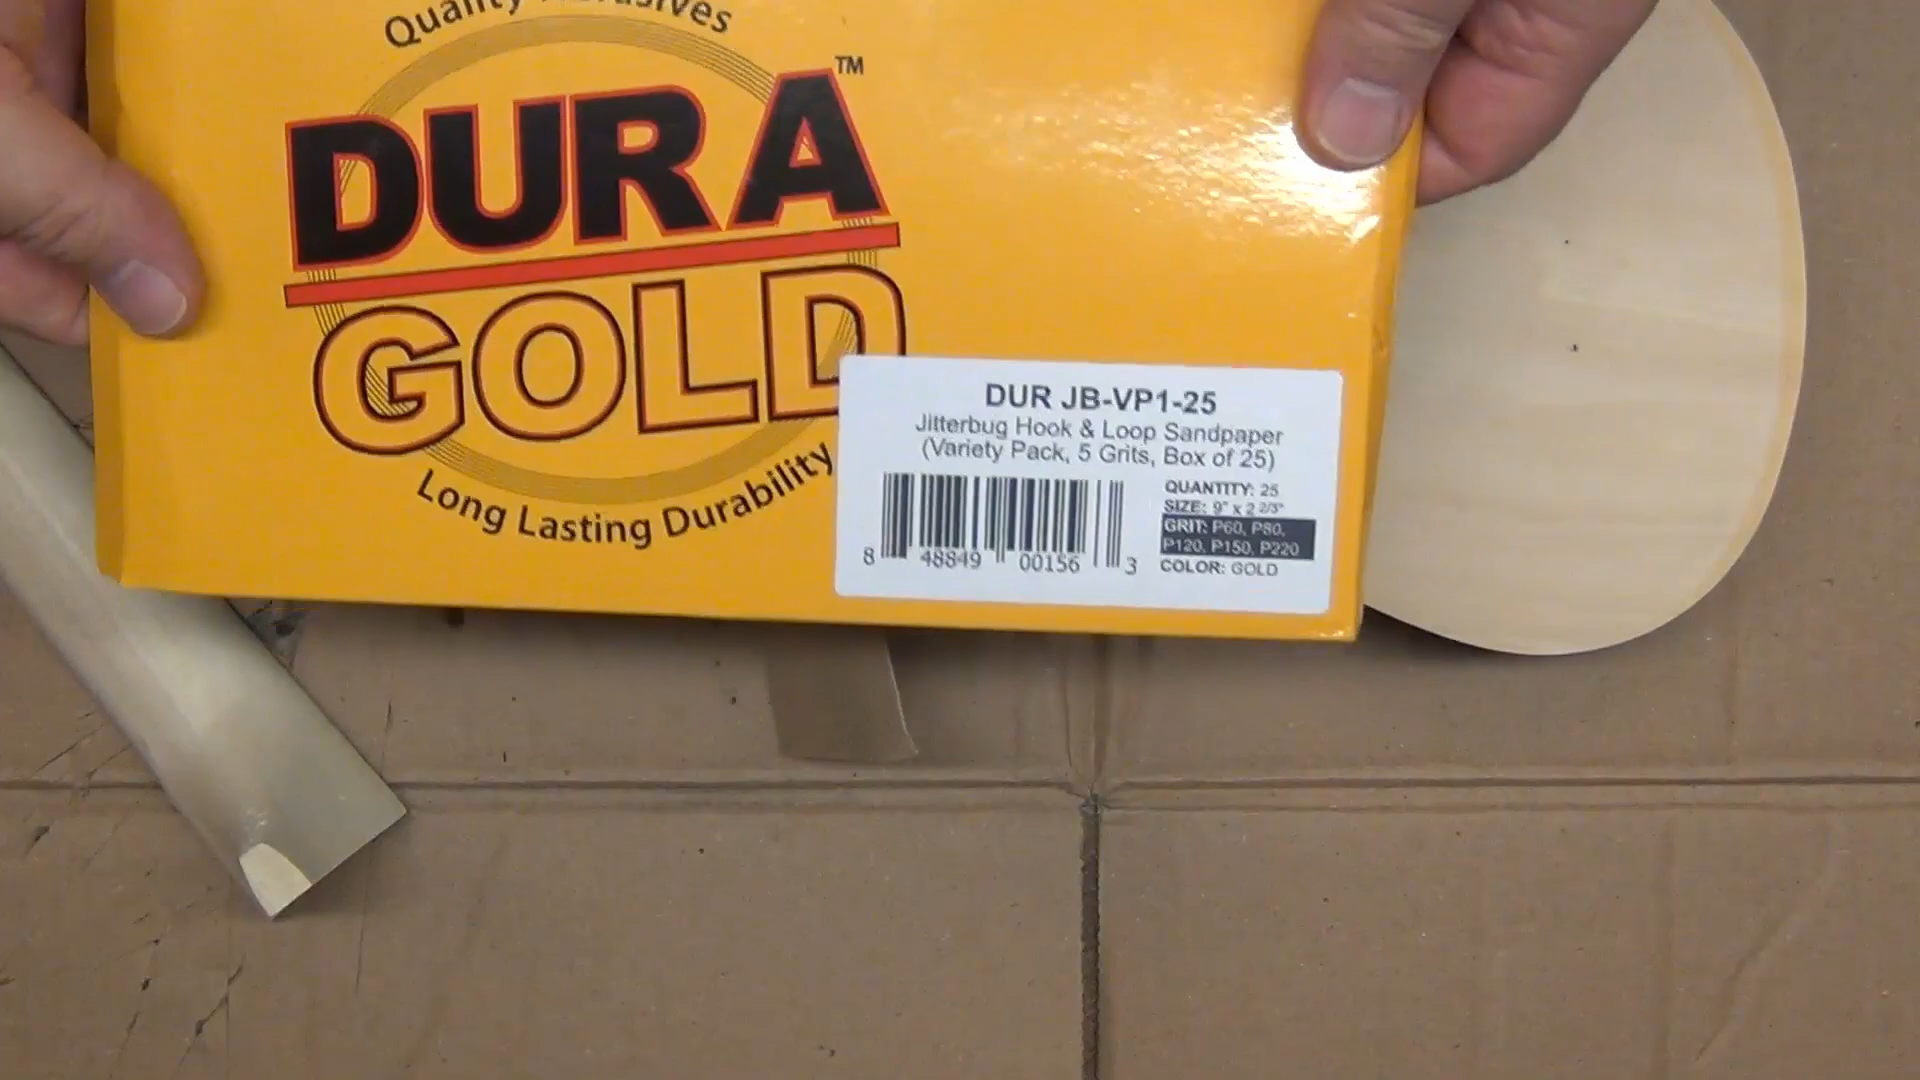 Quality Abrasives
DURA™
GOLD
Long Lasting Durability
DUR JB-VP1-25
Jitterbug Hook & Loop Sandpaper
(Variety Pack, 5 Grits, Box of 25)
QUANTITY: 25
SIZE: 9" x 2 2/3"
GRIT: P60, P80,
P120, P150, P220
COLOR: GOLD
8 48849 00156 3